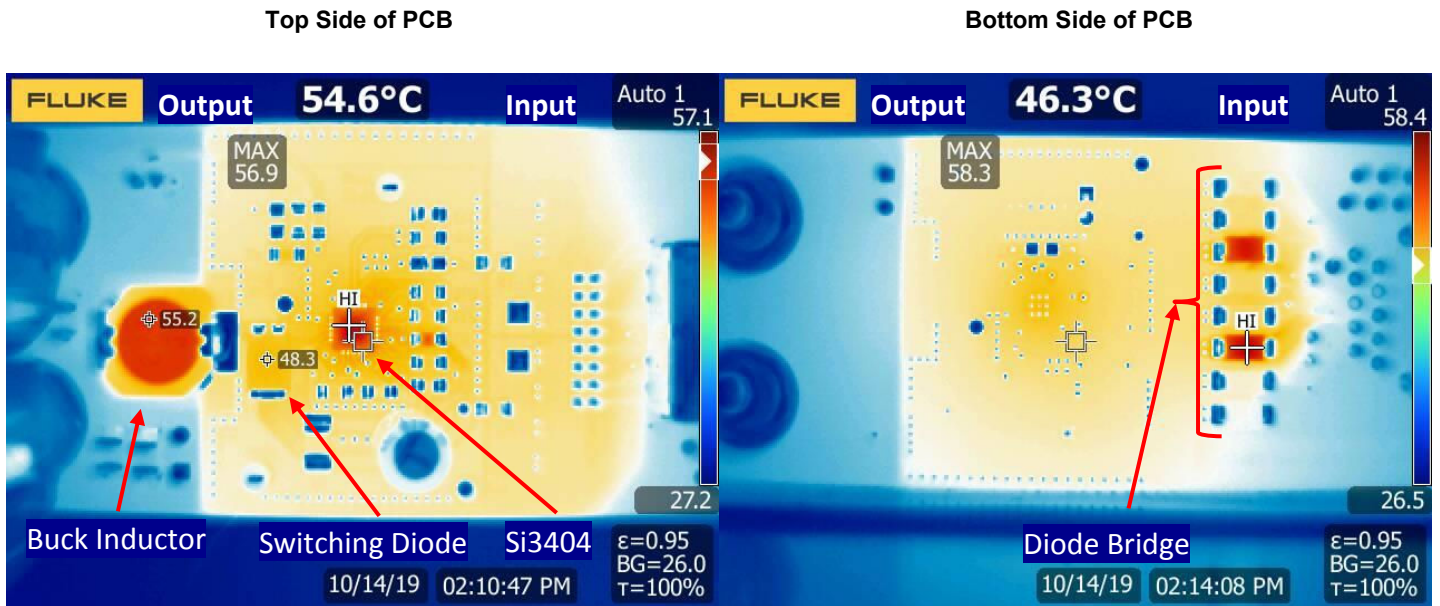 Top Side of PCB
Bottom Side of PCB
FLUKE
Output
54.6°C
Input
Auto 1
57.1
MAX
56.9
HI
55.2
48.3
27.2
Buck Inductor
Switching Diode
Si3404
ε=0.95
BG=26.0
τ=100%
10/14/19
02:10:47 PM
FLUKE
Output
46.3°C
Input
Auto 1
58.4
MAX
58.3
HI
26.5
Diode Bridge
ε=0.95
BG=26.0
τ=100%
10/14/19
02:14:08 PM